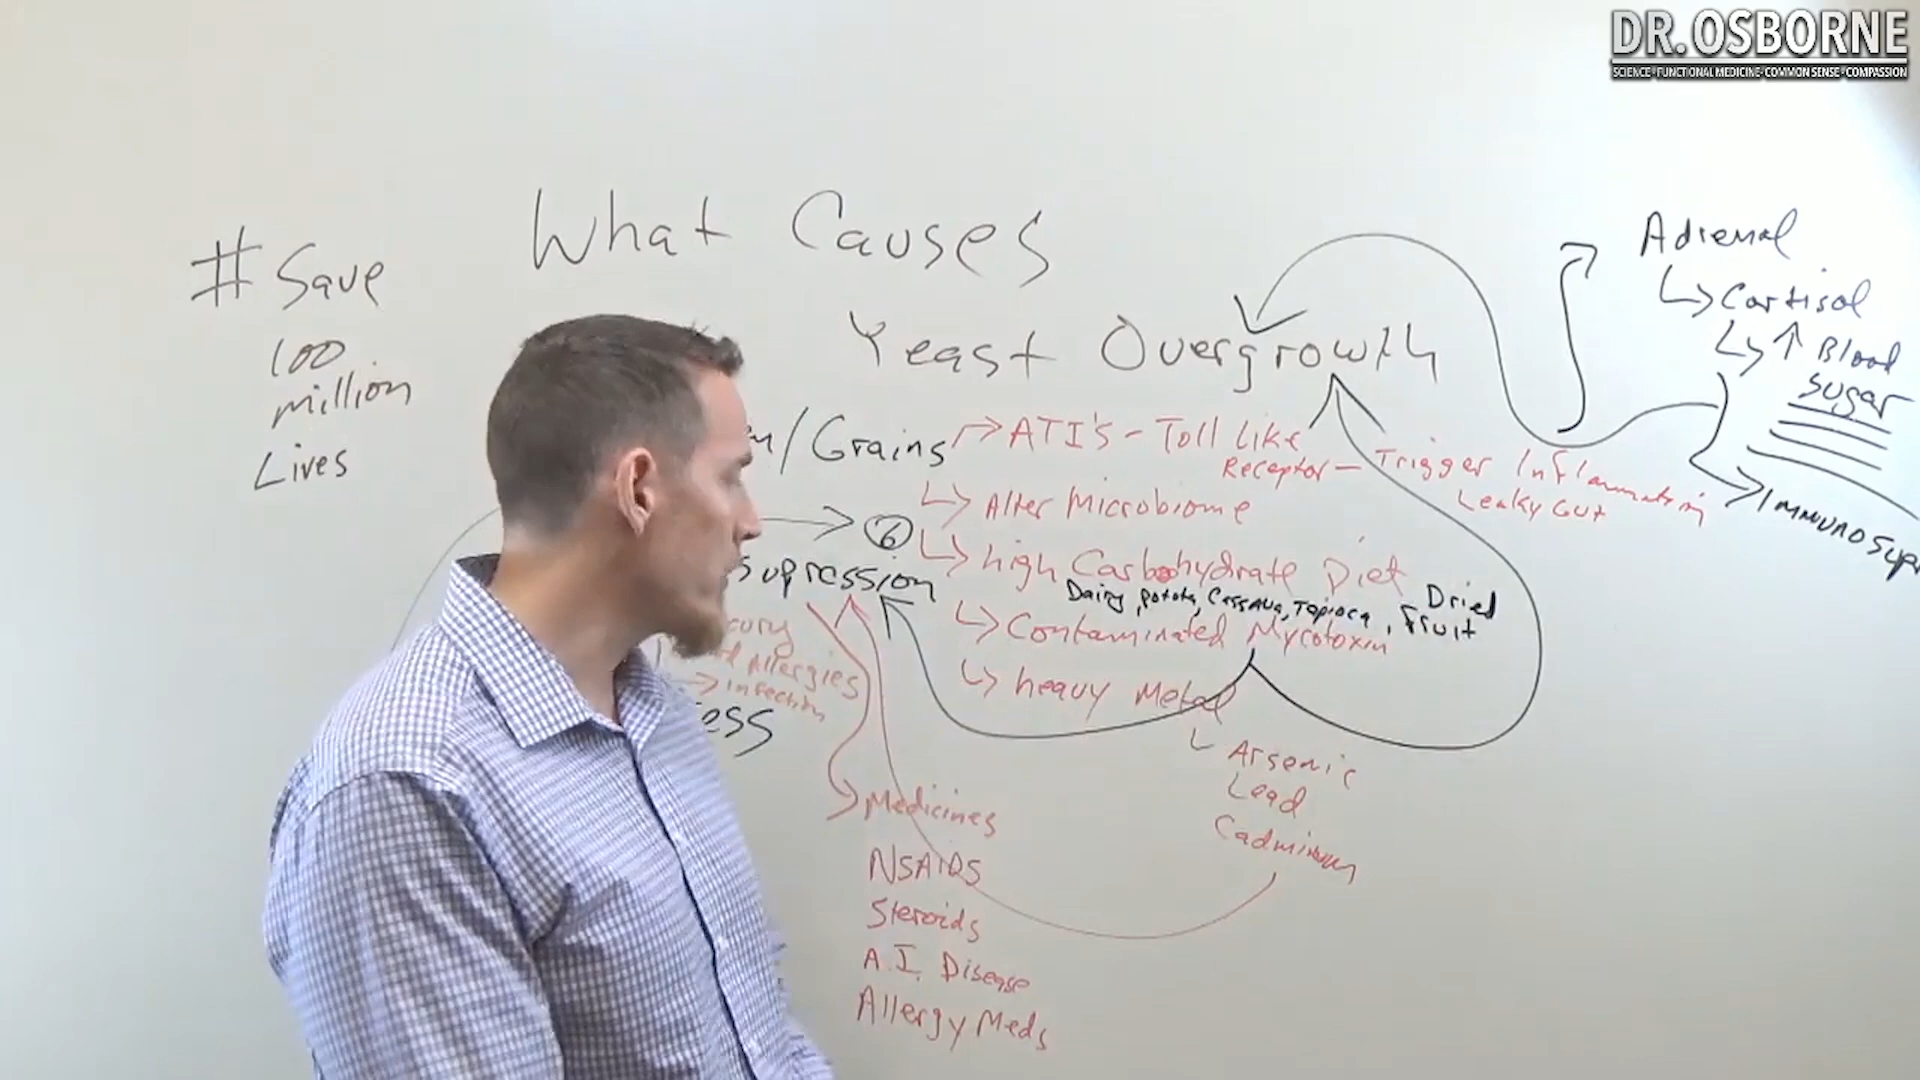 DR. OSBORNE
SCIENCE - FUNCTIONAL MEDICINE - COMMON SENSE - COMPASSION
What Causes
Yeast Overgrowth
# Save
100
million
Lives
/Grains
ATI's - Toll Like
Receptor - Trigger Inflammation
Leaky Gut
Alter Microbiome
6
high Carbohydrate Diet
Dairy, potato, Cassava, Tapioca, Dried
Fruit
Contaminated Mycotoxin
heavy Metal
Arsenic
Lead
Cadmium
supression
Allergies
infection
ess
Medicines
NSAIDS
Steroids
A.I. Disease
Allergy Meds
Adrenal
Cortisol
↑ Blood
Sugar
Immuno Sup